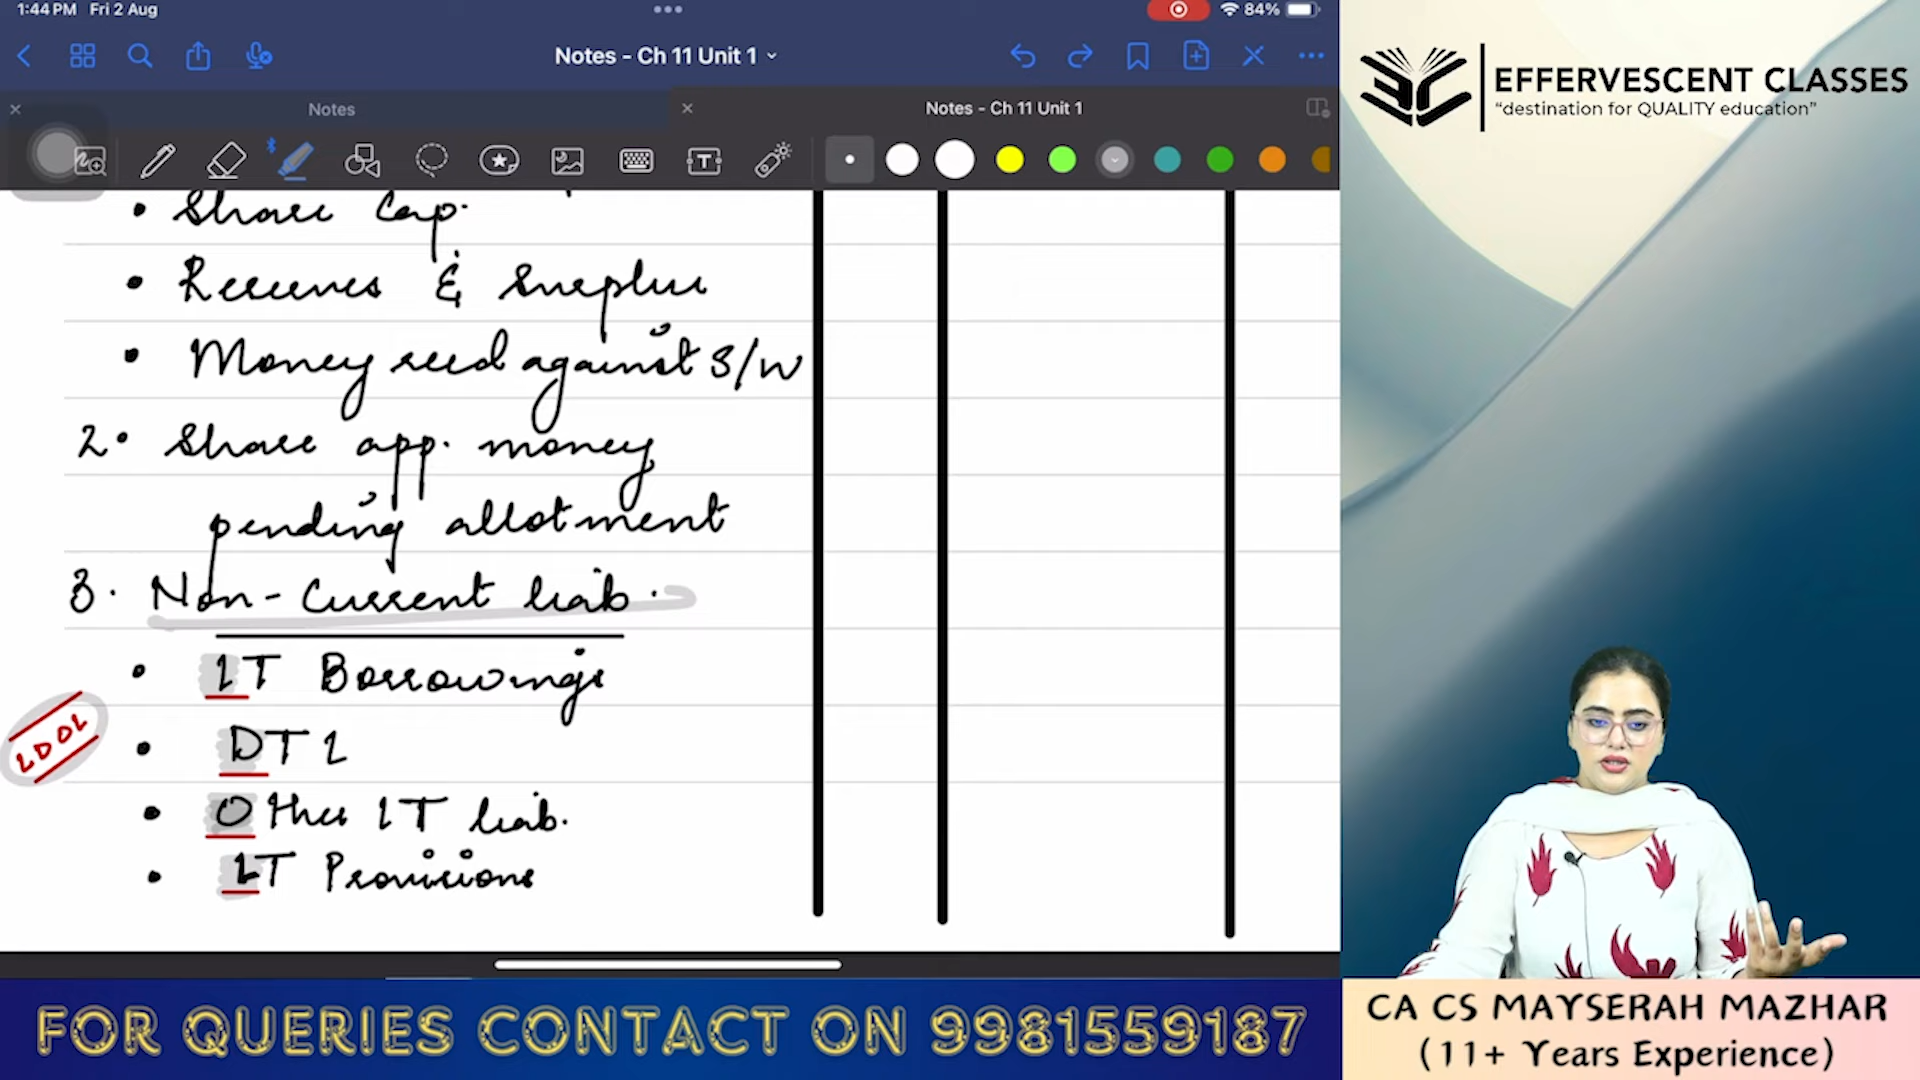 1:44 PM Fri 2 Aug
84%
Notes - Ch 11 Unit 1
Notes
Notes - Ch 11 Unit 1
• Share Cap.
• Reserves & Surplus
• Money recd against S/W
2. Share app. money
pending allotment
3. Non-Current liab.
• LT Borrowings
• DTL
• Other LT liab.
• LT Provisions
LDOL
EFFERVESCENT CLASSES
"destination for QUALITY education"
FOR QUERIES CONTACT ON 9981559187
CA CS MAYSERAH MAZHAR
(11+ Years Experience)